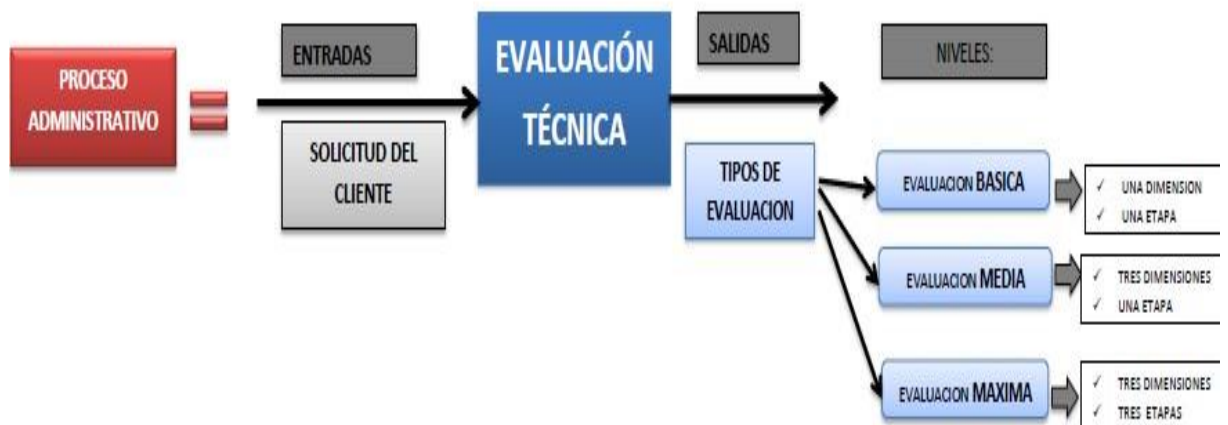 PROCESO
ADMINISTRATIVO
ENTRADAS
SOLICITUD DEL
CLIENTE
EVALUACIÓN
TÉCNICA
SALIDAS
TIPOS DE
EVALUACION
NIVELES:
EVALUACION BASICA
✓ UNA DIMENSION
✓ UNA ETAPA
EVALUACION MEDIA
✓ TRES DIMENSIONES
✓ UNA ETAPA
EVALUACION MAXIMA
✓ TRES DIMENSIONES
✓ TRES ETAPAS